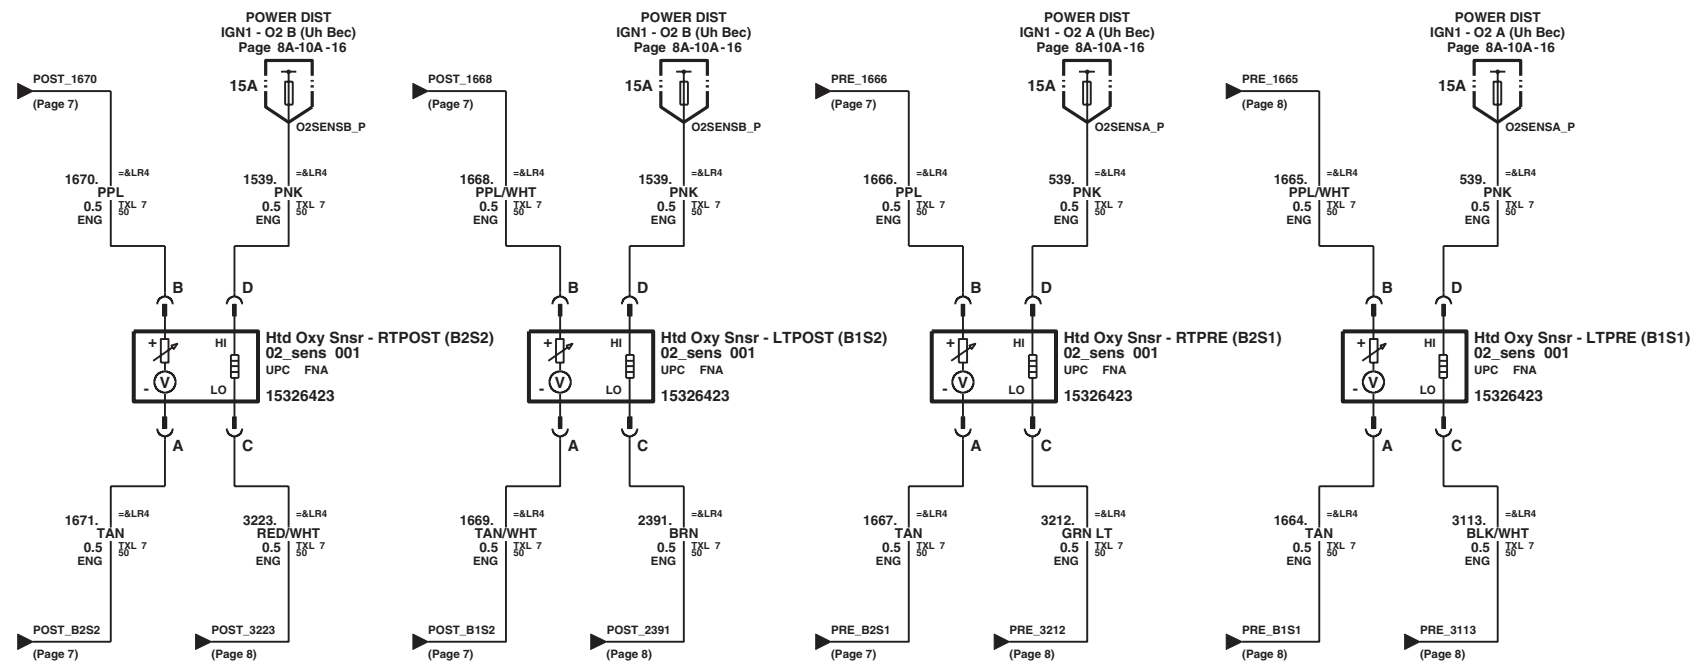 POWER DIST
IGN1 - O2 B (Uh Bec)
Page 8A-10A-16
15A
O2SENSB_P
POST_1670
(Page 7)
1670.
=&LR4
PPL
0.5
TXL 7
50
ENG
1539.
=&LR4
PNK
0.5
TXL 7
50
ENG
B
D
+
-
V
HI
LO
Htd Oxy Snsr - RTPOST (B2S2)
02_sens 001
UPC FNA
15326423
A
C
1671.
=&LR4
TAN
0.5
TXL 7
50
ENG
3223.
=&LR4
RED/WHT
0.5
TXL 7
50
ENG
POST_B2S2
(Page 7)
POST_3223
(Page 8)
POWER DIST
IGN1 - O2 B (Uh Bec)
Page 8A-10A-16
15A
O2SENSB_P
POST_1668
(Page 7)
1668.
=&LR4
PPL/WHT
0.5
TXL 7
50
ENG
1539.
=&LR4
PNK
0.5
TXL 7
50
ENG
B
D
+
-
V
HI
LO
Htd Oxy Snsr - LTPOST (B1S2)
02_sens 001
UPC FNA
15326423
A
C
1669.
=&LR4
TAN/WHT
0.5
TXL 7
50
ENG
2391.
=&LR4
BRN
0.5
TXL 7
50
ENG
POST_B1S2
(Page 7)
POST_2391
(Page 8)
POWER DIST
IGN1 - O2 A (Uh Bec)
Page 8A-10A-16
15A
O2SENSA_P
PRE_1666
(Page 7)
1666.
=&LR4
PPL
0.5
TXL 7
50
ENG
539.
=&LR4
PNK
0.5
TXL 7
50
ENG
B
D
+
-
V
HI
LO
Htd Oxy Snsr - RTPRE (B2S1)
02_sens 001
UPC FNA
15326423
A
C
1667.
=&LR4
TAN
0.5
TXL 7
50
ENG
3212.
=&LR4
GRN LT
0.5
TXL 7
50
ENG
PRE_B2S1
(Page 7)
PRE_3212
(Page 8)
POWER DIST
IGN1 - O2 A (Uh Bec)
Page 8A-10A-16
15A
O2SENSA_P
PRE_1665
(Page 8)
1665.
=&LR4
PPL/WHT
0.5
TXL 7
50
ENG
539.
=&LR4
PNK
0.5
TXL 7
50
ENG
B
D
+
-
V
HI
LO
Htd Oxy Snsr - LTPRE (B1S1)
02_sens 001
UPC FNA
15326423
A
C
1664.
=&LR4
TAN
0.5
TXL 7
50
ENG
3113.
=&LR4
BLK/WHT
0.5
TXL 7
50
ENG
PRE_B1S1
(Page 8)
PRE_3113
(Page 8)